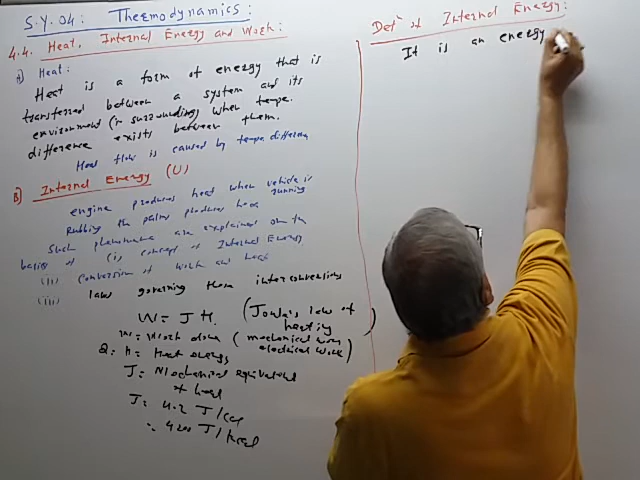 S.Y. 04: Thermodynamics:
4.4. Heat, Internal Energy and Work:
A) Heat:
Heat is a form of energy that is
transferred between a system and its
environment (or surrounding) when tempe.
difference exists between them.
Heat flow is caused by tempe difference
B) Internal Energy (U)
engine produces heat when vehicle is running
Rubbing the palms produces heat
Such phenomena are explained on the
basis of (i) concept of Internal Energy
(ii) conversion of work and heat
(iii) laws governing these interconversions
W = J H. (Joule's law of heating)
W = Work done (mechanical work electrical work)
Q = H = Heat energy
J = Mechanical equivalent
of heat
J = 4.2 J/cal
= 4200 J/kcal
Defn of Internal Energy:
It is an energy